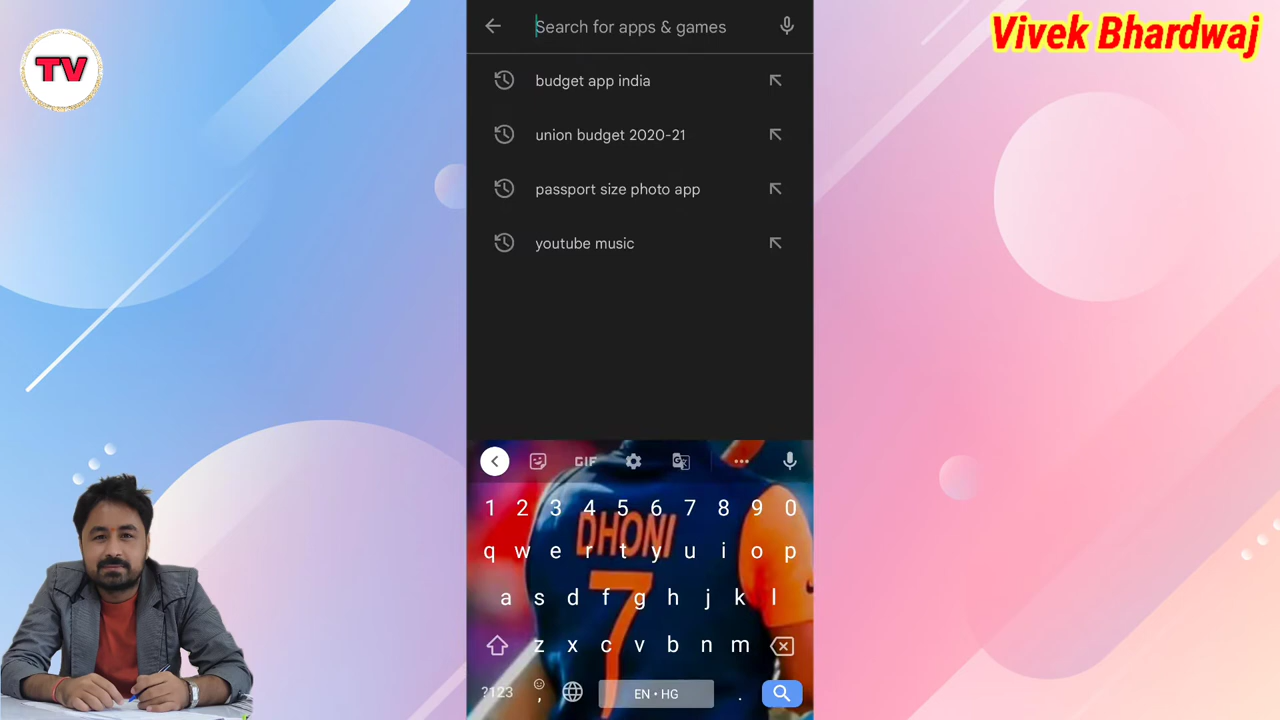 TV
Vivek Bhardwaj
Search for apps & games
budget app india
union budget 2020-21
passport size photo app
youtube music
GIF
DHONI
7
1 2 3 4 5 6 7 8 9 0
q w e r t y u i o p
a s d f g h j k l
z x c v b n m
?123 , EN • HG .